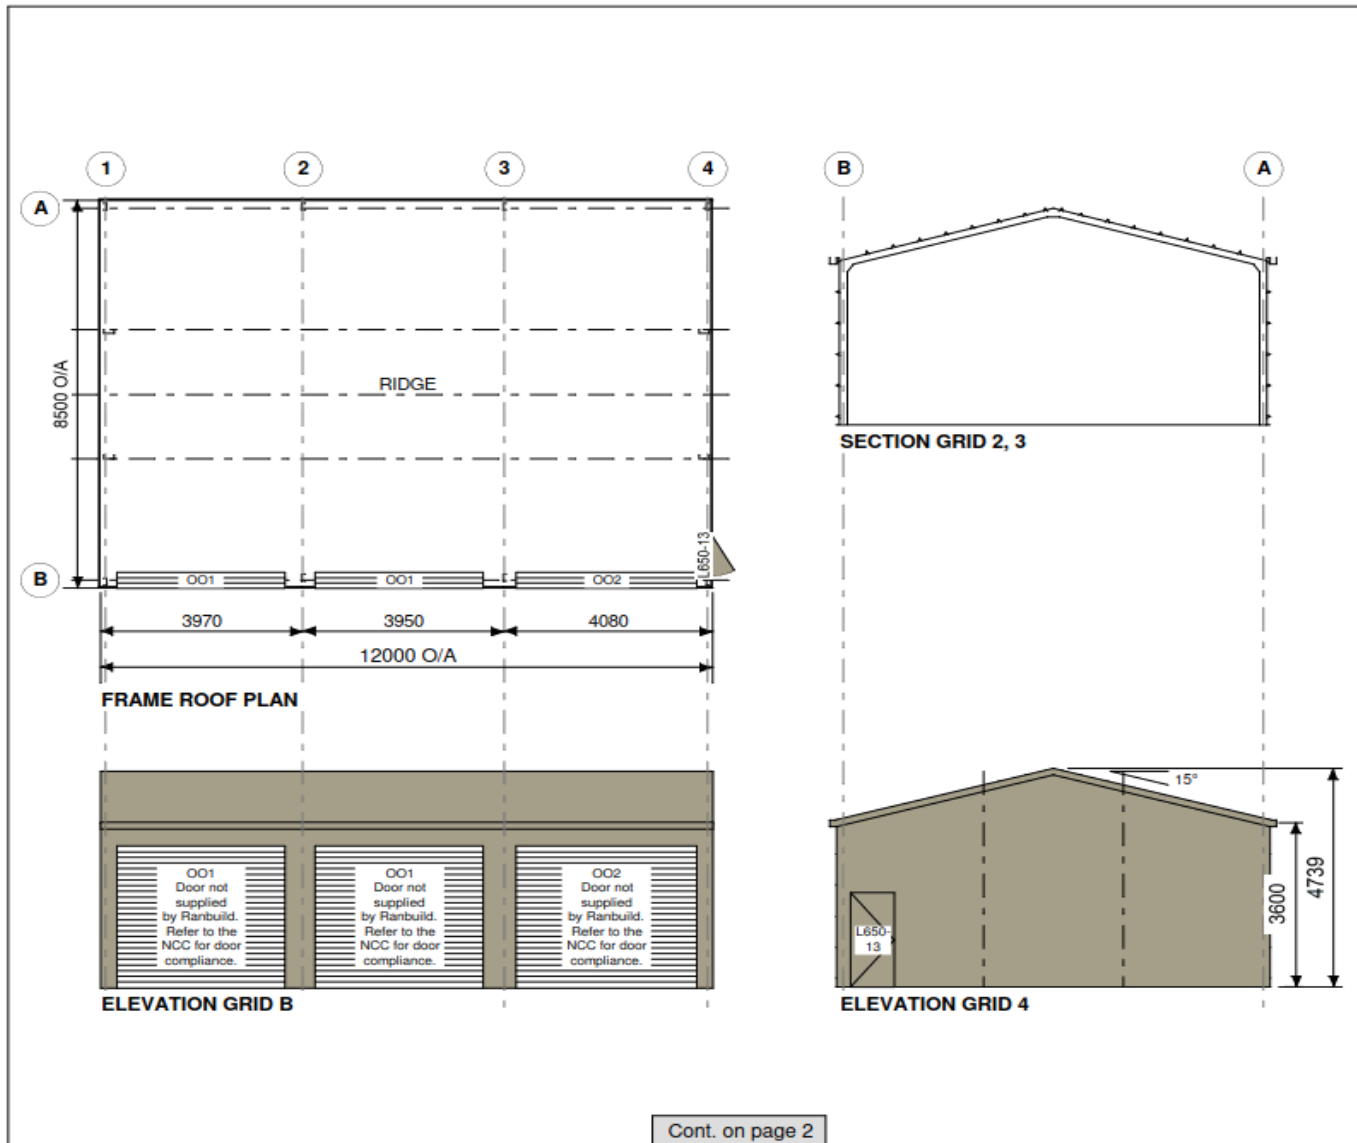 1 2 3 4
A
8500 O/A
RIDGE
L650-13
B
OO1 OO1 OO2
3970 3950 4080
12000 O/A
FRAME ROOF PLAN
B A
SECTION GRID 2, 3
OO1
Door not
supplied
by Ranbuild.
Refer to the
NCC for door
compliance.
OO1
Door not
supplied
by Ranbuild.
Refer to the
NCC for door
compliance.
OO2
Door not
supplied
by Ranbuild.
Refer to the
NCC for door
compliance.
ELEVATION GRID B
15°
L650-
13
3600
4739
ELEVATION GRID 4
Cont. on page 2